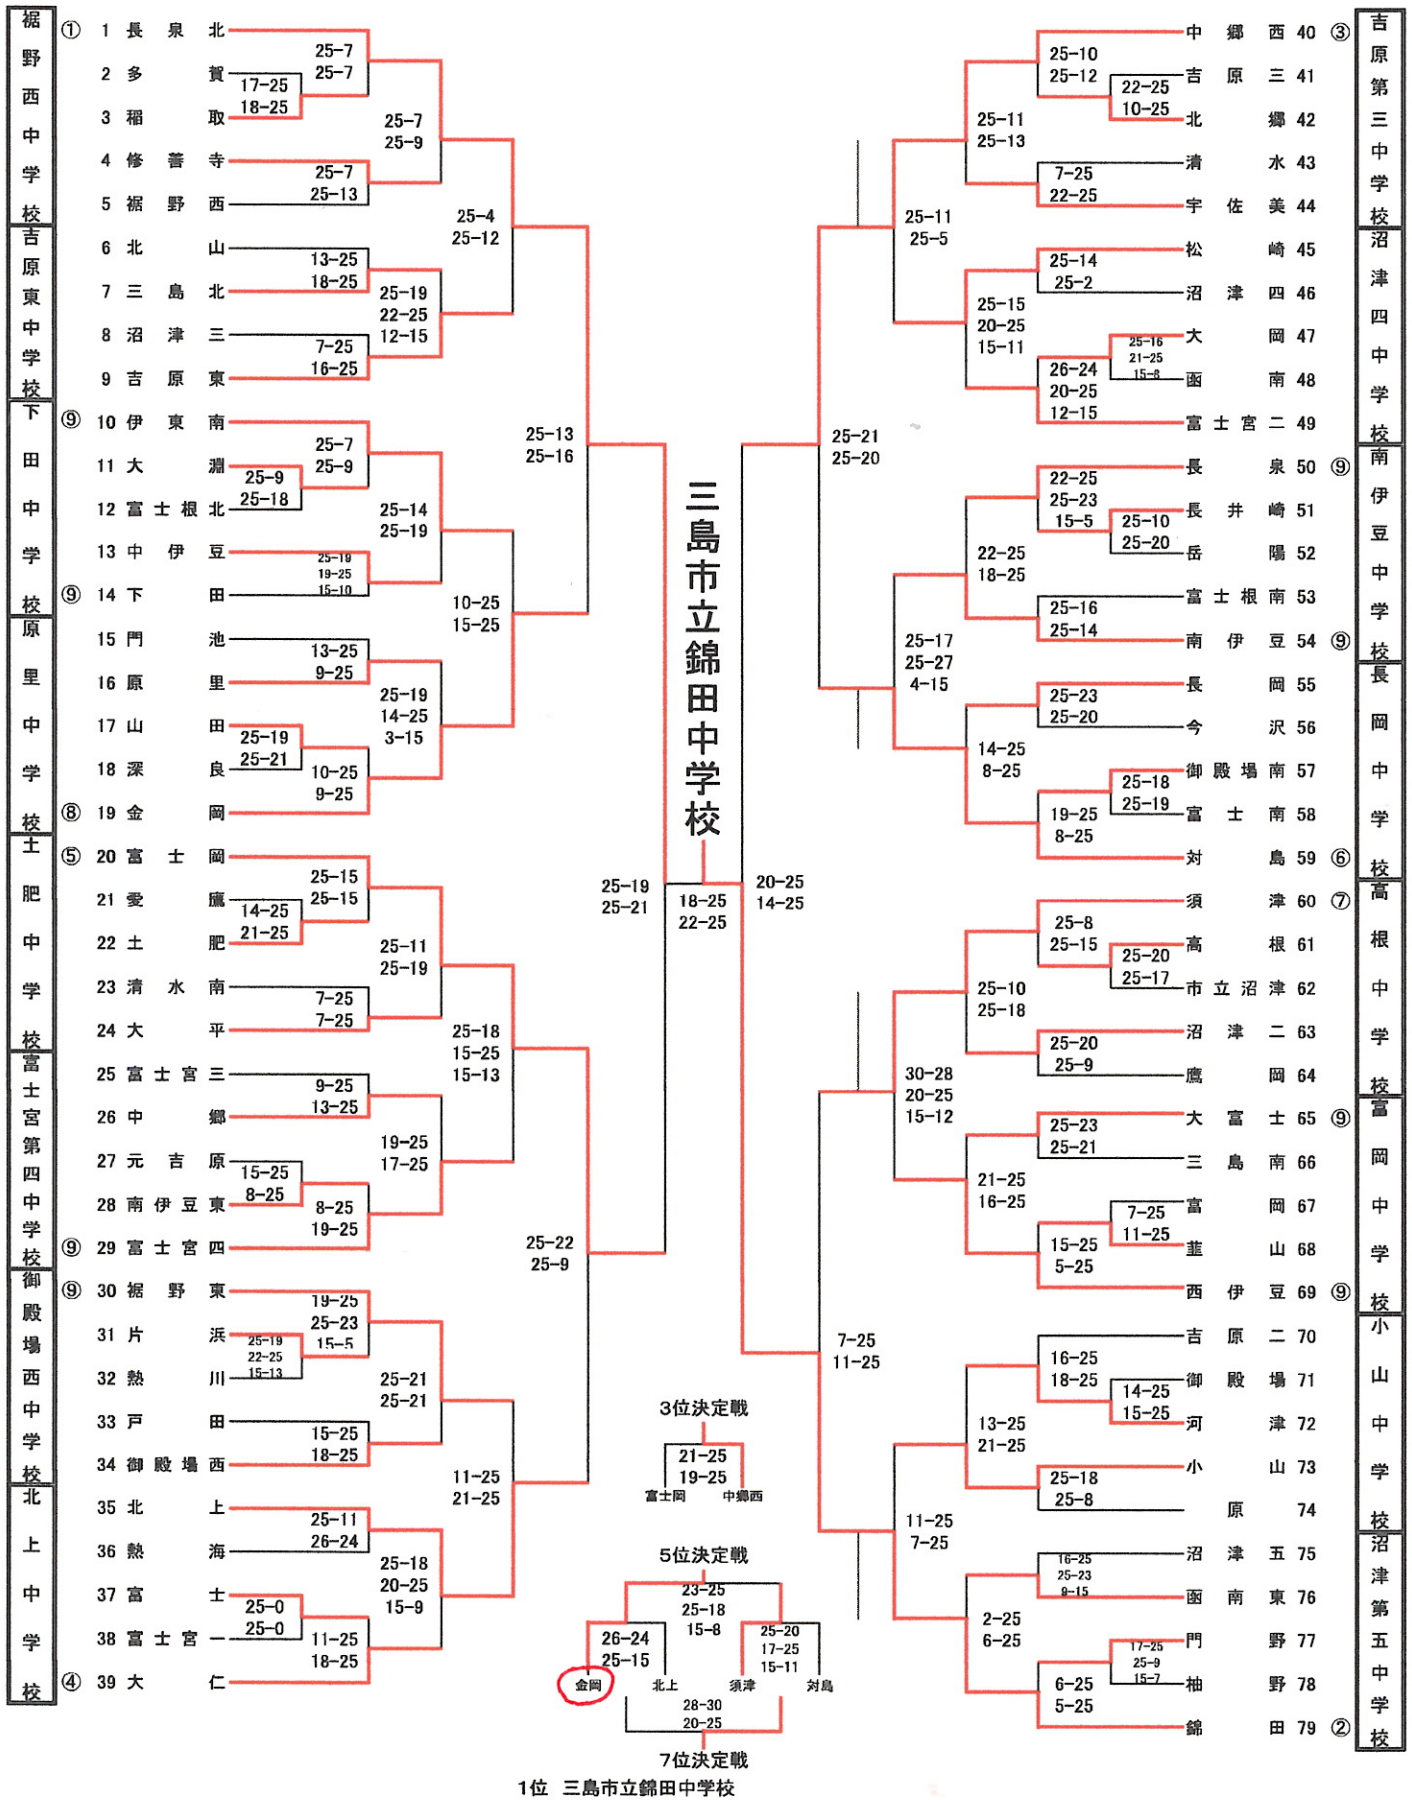 裾野西中学校
① 1 長泉北
25-7
25-7
2 多賀
17-25
18-25
3 稲取
25-7
25-9
4 修善寺
25-7
25-13
5 裾野西
25-4
25-12
吉原東中学校
6 北山
13-25
18-25
7 三島北
25-19
22-25
12-15
8 沼津三
7-25
16-25
9 吉原東
25-13
25-16
下田中学校
⑨ 10 伊東南
25-7
25-9
11 大淵
25-9
25-18
12 富士根北
25-14
25-19
13 中伊豆
25-19
19-25
15-10
⑨ 14 下田
10-25
15-25
原里中学校
15 門池
13-25
9-25
16 原里
25-19
14-25
3-15
17 山田
25-19
25-21
18 深良
10-25
9-25
⑧ 19 金岡
土肥中学校
⑤ 20 富士岡
25-15
25-15
21 愛鷹
14-25
21-25
22 土肥
25-11
25-19
23 清水南
7-25
7-25
24 大平
25-18
15-25
15-13
富士宮第四中学校
25 富士宮三
9-25
13-25
26 中郷
19-25
17-25
27 元吉原
15-25
8-25
28 南伊豆東
8-25
19-25
⑨ 29 富士宮四
25-22
25-9
御殿場西中学校
⑨ 30 裾野東
19-25
25-23
15-5
31 片浜
25-19
22-25
15-13
32 熱川
25-21
25-21
33 戸田
15-25
18-25
34 御殿場西
11-25
21-25
北上中学校
35 北上
25-11
26-24
36 熱海
25-18
20-25
15-9
37 富士
25-0
25-0
38 富士宮一
11-25
18-25
④ 39 大仁
三島市立錦田中学校
25-19
25-21
18-25
22-25
20-25
14-25
吉原第三中学校
中郷西 40 ③
25-10
25-12
吉原三 41
22-25
10-25
北郷 42
25-11
25-13
清水 43
7-25
22-25
宇佐美 44
25-11
25-5
沼津四中学校
松崎 45
25-14
25-2
沼津四 46
25-15
20-25
15-11
大岡 47
25-16
21-25
15-8
函南 48
26-24
20-25
12-15
富士宮二 49
25-21
25-20
南伊豆中学校
長泉 50 ⑨
22-25
25-23
15-5
長井崎 51
25-10
25-20
岳陽 52
22-25
18-25
富士根南 53
25-16
25-14
南伊豆 54 ⑨
25-17
25-27
4-15
長岡中学校
長岡 55
25-23
25-20
今沢 56
14-25
8-25
御殿場南 57
25-18
25-19
富士南 58
19-25
8-25
対島 59 ⑥
高根中学校
須津 60 ⑦
25-8
25-15
高根 61
25-20
25-17
市立沼津 62
25-10
25-18
沼津二 63
25-20
25-9
鷹岡 64
30-28
20-25
15-12
富岡中学校
大富士 65 ⑨
25-23
25-21
三島南 66
21-25
16-25
富岡 67
7-25
11-25
韮山 68
15-25
5-25
西伊豆 69 ⑨
7-25
11-25
小山中学校
吉原二 70
16-25
18-25
御殿場 71
14-25
15-25
河津 72
13-25
21-25
小山 73
25-18
25-8
原 74
11-25
7-25
沼津第五中学校
沼津五 75
16-25
25-23
9-15
函南東 76
2-25
6-25
門野 77
17-25
25-9
15-7
柚野 78
6-25
5-25
錦田 79 ②
3位決定戦
21-25
19-25
富士岡 中郷西
5位決定戦
23-25
25-18
15-8
26-24
25-15
25-20
17-25
15-11
金岡 北上 須津 対島
28-30
20-25
7位決定戦
1位 三島市立錦田中学校